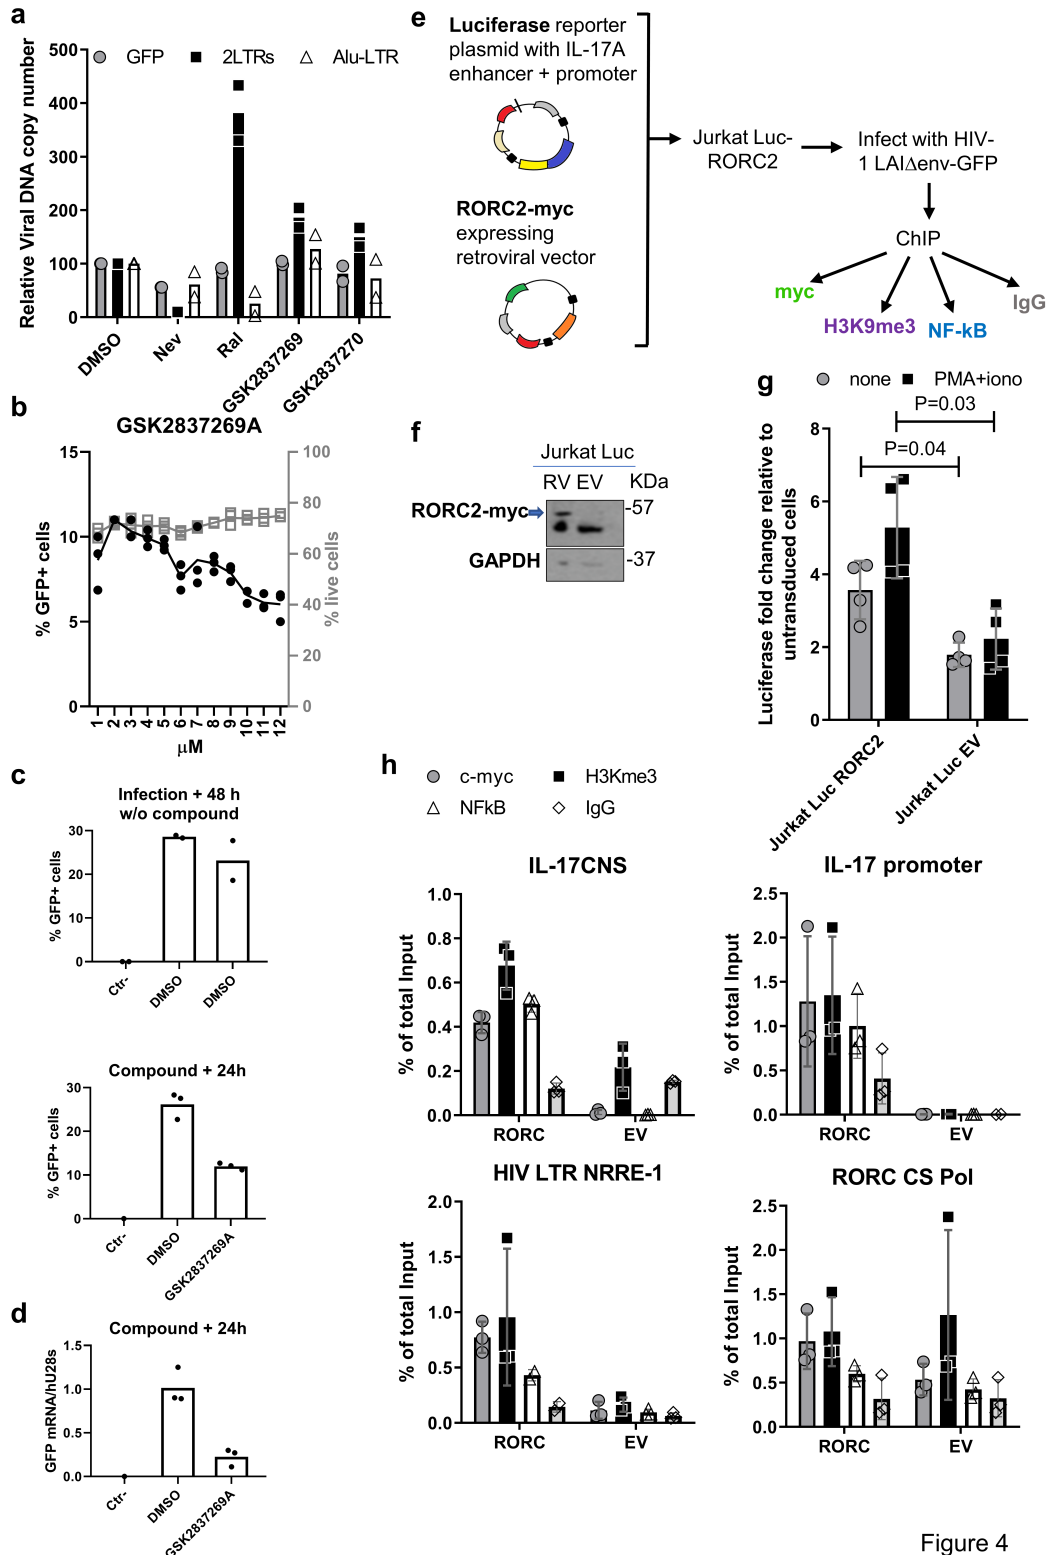 a
GFP
2LTRs
Alu-LTR
Relative Viral DNA copy number
500
400
300
200
100
0
DMSO
Nev
Ral
GSK2837269
GSK2837270
b
GSK2837269A
% GFP+ cells
15
10
5
0
100
80
60
40
20
0
% live cells
1
2
3
4
5
6
7
8
9
10
11
12
µM
c
Infection + 48 h
w/o compound
% GFP+ cells
30
20
10
0
Ctr-
DMSO
DMSO
Compound + 24h
% GFP+ cells
30
20
10
0
Ctr-
DMSO
GSK2837269A
d
Compound + 24h
GFP mRNA/hU28s
1.5
1.0
0.5
0.0
Ctr-
DMSO
GSK2837269A
e
Luciferase reporter
plasmid with IL-17A
enhancer + promoter
RORC2-myc
expressing
retroviral vector
Jurkat Luc-
RORC2
Infect with HIV-
1 LAIΔenv-GFP
ChIP
myc
H3K9me3
NF-kB
IgG
f
Jurkat Luc
RV EV KDa
RORC2-myc
-57
GAPDH
-37
g
none
PMA+iono
P=0.03
P=0.04
Luciferase fold change relative to
untransduced cells
8
6
4
2
0
Jurkat Luc RORC2
Jurkat Luc EV
h
c-myc
H3Kme3
NFkB
IgG
IL-17CNS
% of total Input
1.0
0.8
0.6
0.4
0.2
0.0
RORC
EV
IL-17 promoter
% of total Input
2.5
2.0
1.5
1.0
0.5
0.0
RORC
EV
HIV LTR NRRE-1
% of total Input
2.0
1.5
1.0
0.5
0.0
RORC
EV
RORC CS Pol
% of total Input
2.5
2.0
1.5
1.0
0.5
0.0
RORC
EV
Figure 4